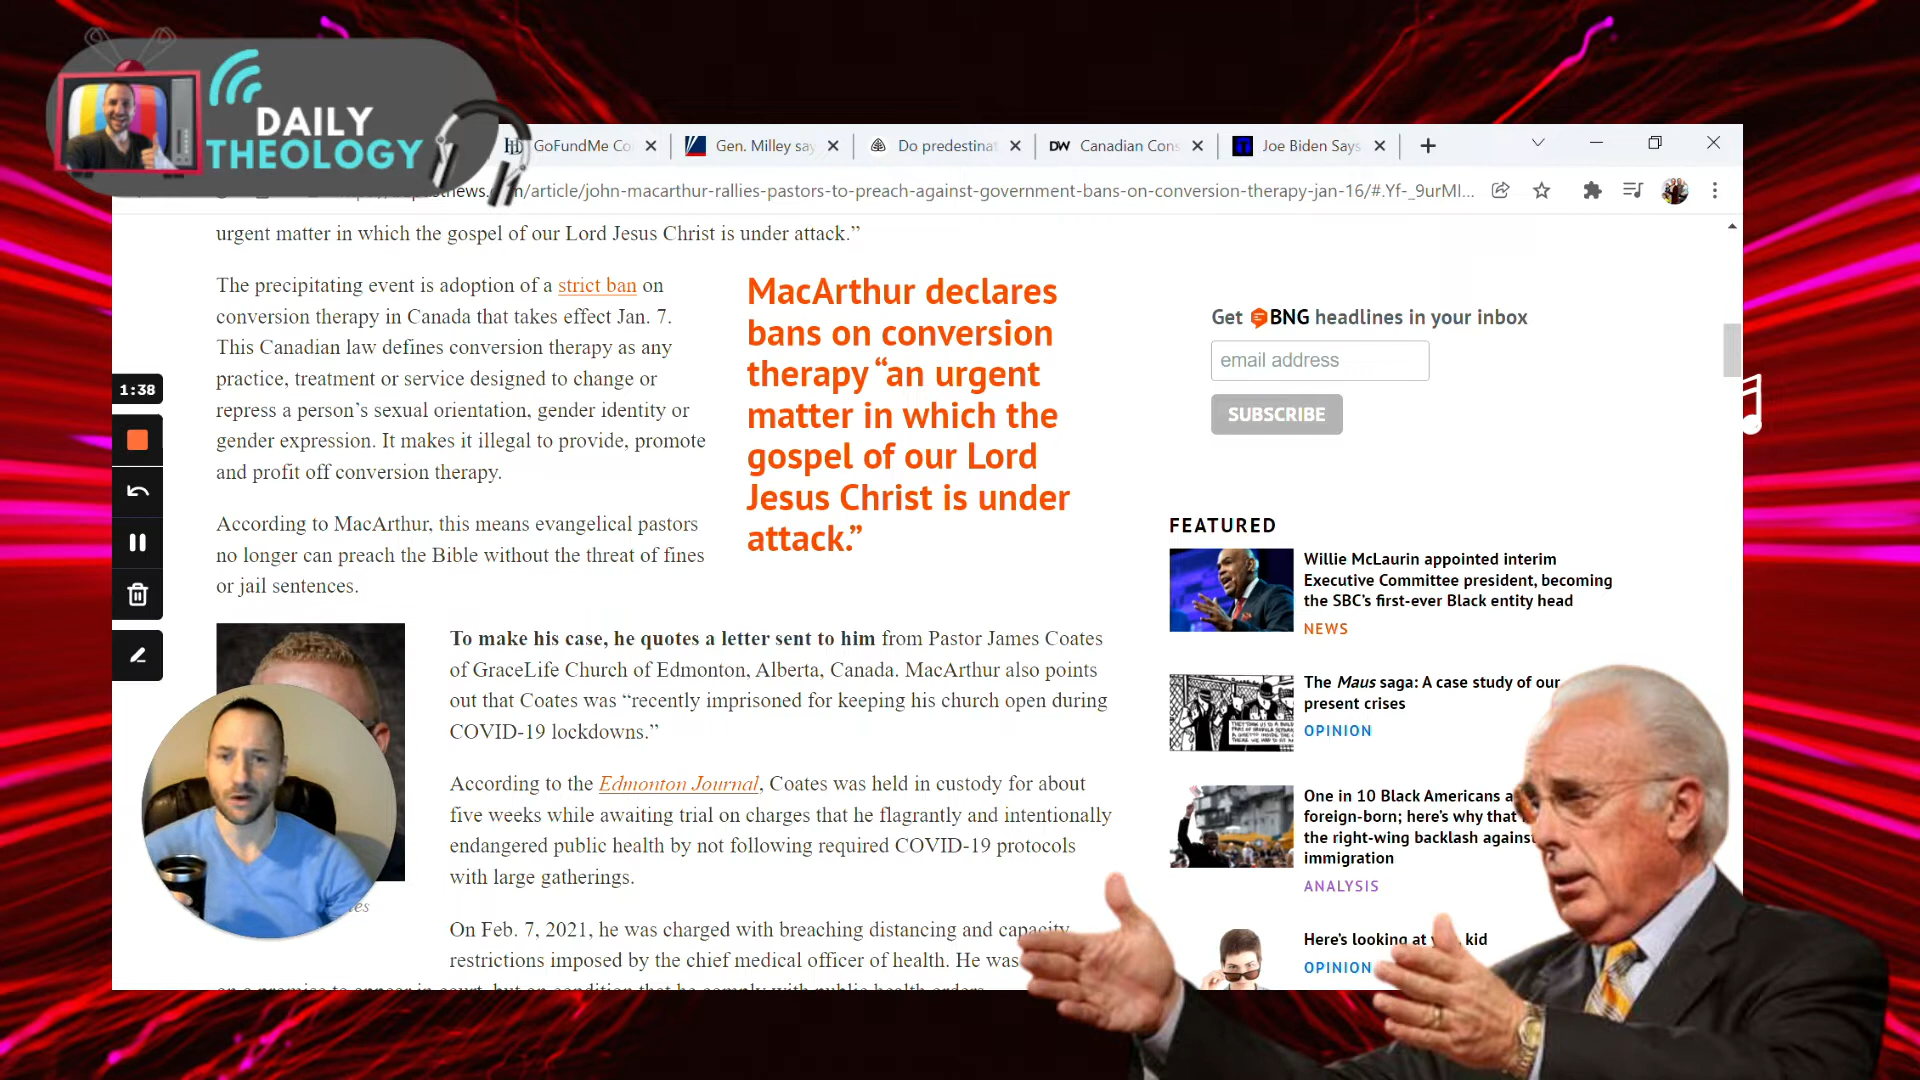 DAILY
THEOLOGY
GoFundMe Co
Gen. Milley say
Do predestinat
DW Canadian Cons
Joe Biden Says
/article/john-macarthur-rallies-pastors-to-preach-against-government-bans-on-conversion-therapy-jan-16/#.Yf-_9urMI...
urgent matter in which the gospel of our Lord Jesus Christ is under attack.”
The precipitating event is adoption of a strict ban on
conversion therapy in Canada that takes effect Jan. 7.
This Canadian law defines conversion therapy as any
practice, treatment or service designed to change or
repress a person’s sexual orientation, gender identity or
gender expression. It makes it illegal to provide, promote
and profit off conversion therapy.
According to MacArthur, this means evangelical pastors
no longer can preach the Bible without the threat of fines
or jail sentences.
MacArthur declares
bans on conversion
therapy “an urgent
matter in which the
gospel of our Lord
Jesus Christ is under
attack.”
To make his case, he quotes a letter sent to him from Pastor James Coates
of GraceLife Church of Edmonton, Alberta, Canada. MacArthur also points
out that Coates was “recently imprisoned for keeping his church open during
COVID-19 lockdowns.”
According to the Edmonton Journal, Coates was held in custody for about
five weeks while awaiting trial on charges that he flagrantly and intentionally
endangered public health by not following required COVID-19 protocols
with large gatherings.
On Feb. 7, 2021, he was charged with breaching distancing and capacity
restrictions imposed by the chief medical officer of health. He was
1:38
Get BNG headlines in your inbox
email address
SUBSCRIBE
FEATURED
Willie McLaurin appointed interim
Executive Committee president, becoming
the SBC’s first-ever Black entity head
NEWS
The Maus saga: A case study of our
present crises
OPINION
One in 10 Black Americans a
foreign-born; here’s why that
the right-wing backlash against
immigration
ANALYSIS
Here’s looking at y kid
OPINION